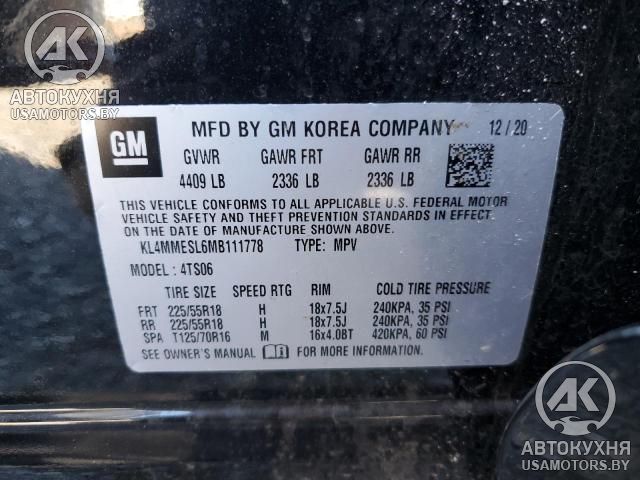 AK
АВТОКУХНЯ
USAMOTORS.BY
GM MFD BY GM KOREA COMPANY 12/20
GVWR GAWR FRT GAWR RR
4409 LB 2336 LB 2336 LB
THIS VEHICLE CONFORMS TO ALL APPLICABLE U.S. FEDERAL MOTOR
VEHICLE SAFETY AND THEFT PREVENTION STANDARDS IN EFFECT
ON THE DATE OF MANUFACTURE SHOWN ABOVE.
KL4MMESL6MB111778 TYPE: MPV
MODEL: 4TS06
TIRE SIZE SPEED RTG RIM COLD TIRE PRESSURE
FRT 225/55R18 H 18x7.5J 240KPA, 35 PSI
RR 225/55R18 H 18x7.5J 240KPA, 35 PSI
SPA T125/70R16 M 16x4.0BT 420KPA, 60 PSI
SEE OWNER'S MANUAL FOR MORE INFORMATION.
AK
АВТОКУХНЯ
USAMOTORS.BY